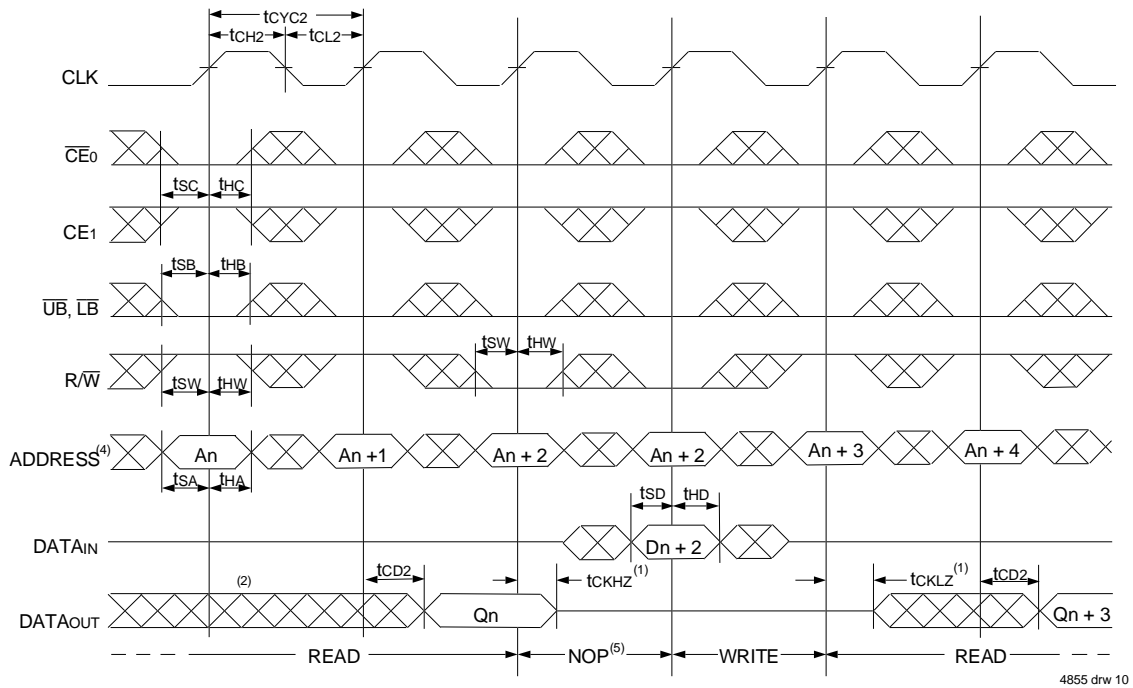 tCYC2
tCH2 tCL2
CLK
CE0
tSC tHC
CE1
tSB tHB
UB, LB
tSW tHW
R/W
tSW tHW
ADDRESS(4) An An +1 An + 2 An + 2 An + 3 An + 4
tSA tHA
tSD tHD
DATAIN Dn + 2
tCD2 tCKHZ(1) tCKLZ(1) tCD2
(2)
DATAOUT Qn Qn + 3
READ NOP(5) WRITE READ
4855 drw 10